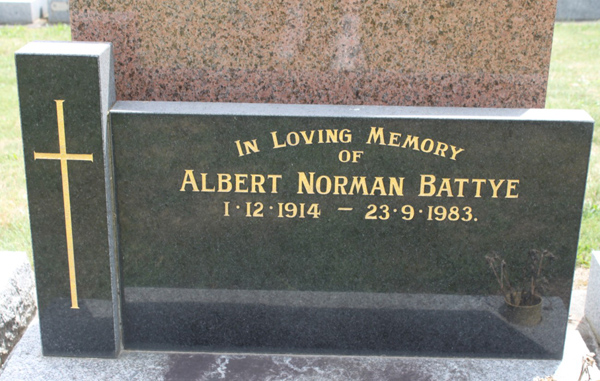 IN LOVING MEMORY
OF
ALBERT NORMAN BATTYE
1·12·1914 – 23·9·1983.